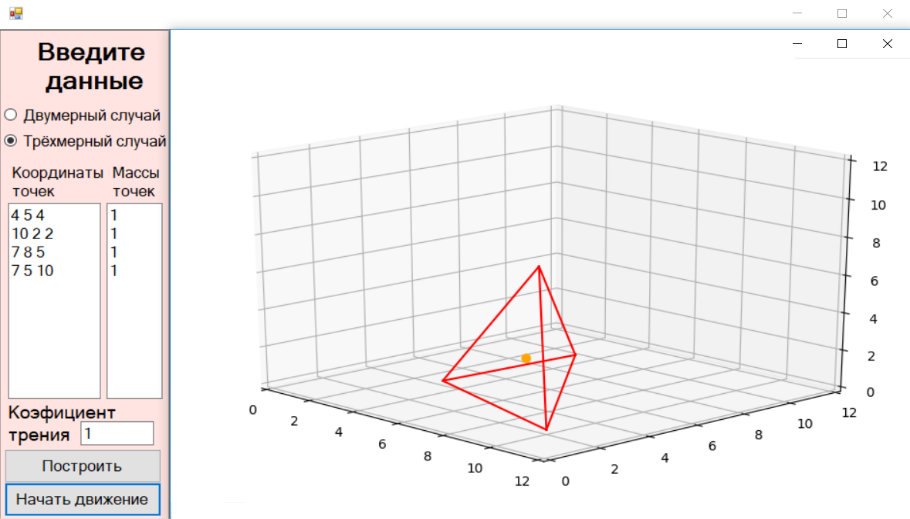 Введите
данные
Двумерный случай
Трёхмерный случай
Координаты
точек
Массы
точек
4 5 4
10 2 2
7 8 5
7 5 10
1
1
1
1
Коэфициент
трения
1
Построить
Начать движение
0
2
4
6
8
10
12
0
2
4
6
8
10
12
0
2
4
6
8
10
12